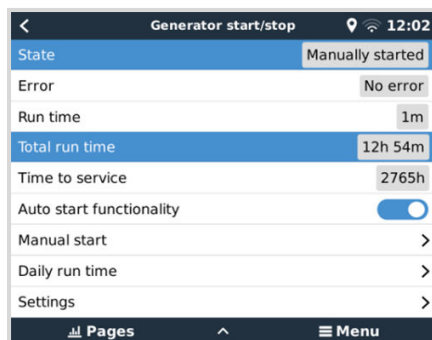 Generator start/stop 12:02
State Manually started
Error No error
Run time 1m
Total run time 12h 54m
Time to service 2765h
Auto start functionality
Manual start
Daily run time
Settings
Pages Menu